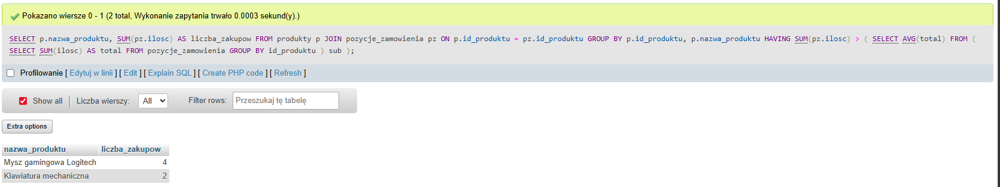 Pokazano wiersze 0 - 1 (2 total, Wykonanie zapytania trwało 0.0003 sekund(y).)
SELECT p.nazwa_produktu, SUM(pz.ilosc) AS liczba_zakupow FROM produkty p JOIN pozycje_zamowienia pz ON p.id_produktu = pz.id_produktu GROUP BY p.id_produktu, p.nazwa_produktu HAVING SUM(pz.ilosc) > ( SELECT AVG(total) FROM (
SELECT SUM(ilosc) AS total FROM pozycje_zamowienia GROUP BY id_produktu ) sub );
Profilowanie [ Edytuj w linii ] [ Edit ] [ Explain SQL ] [ Create PHP code ] [ Refresh ]
Show all Liczba wierszy: All Filter rows: Przeszukaj tę tabelę
Extra options
nazwa_produktu liczba_zakupow
Mysz gamingowa Logitech 4
Klawiatura mechaniczna 2